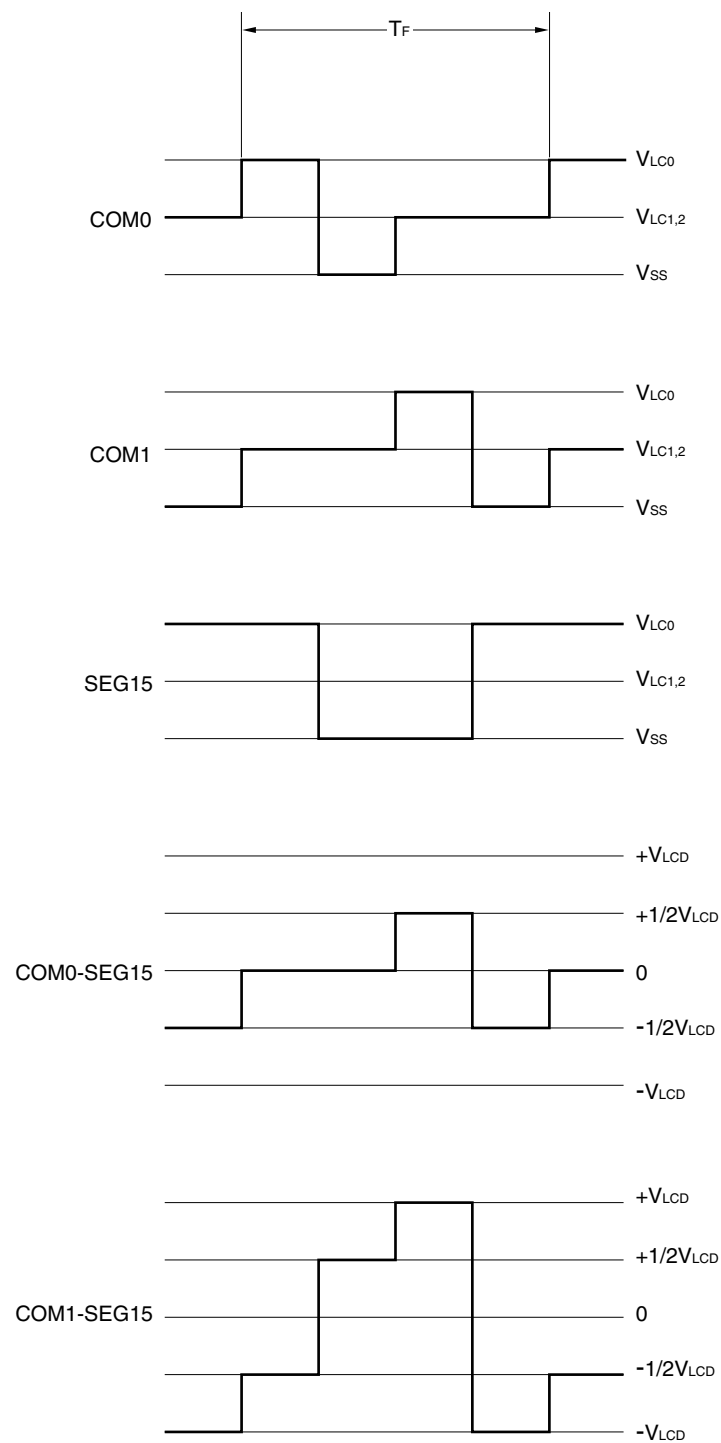 TF
VLC0
COM0
VLC1,2
VSS
VLC0
COM1
VLC1,2
VSS
VLC0
SEG15
VLC1,2
VSS
+VLCD
+1/2VLCD
COM0-SEG15
0
-1/2VLCD
-VLCD
+VLCD
+1/2VLCD
COM1-SEG15
0
-1/2VLCD
-VLCD